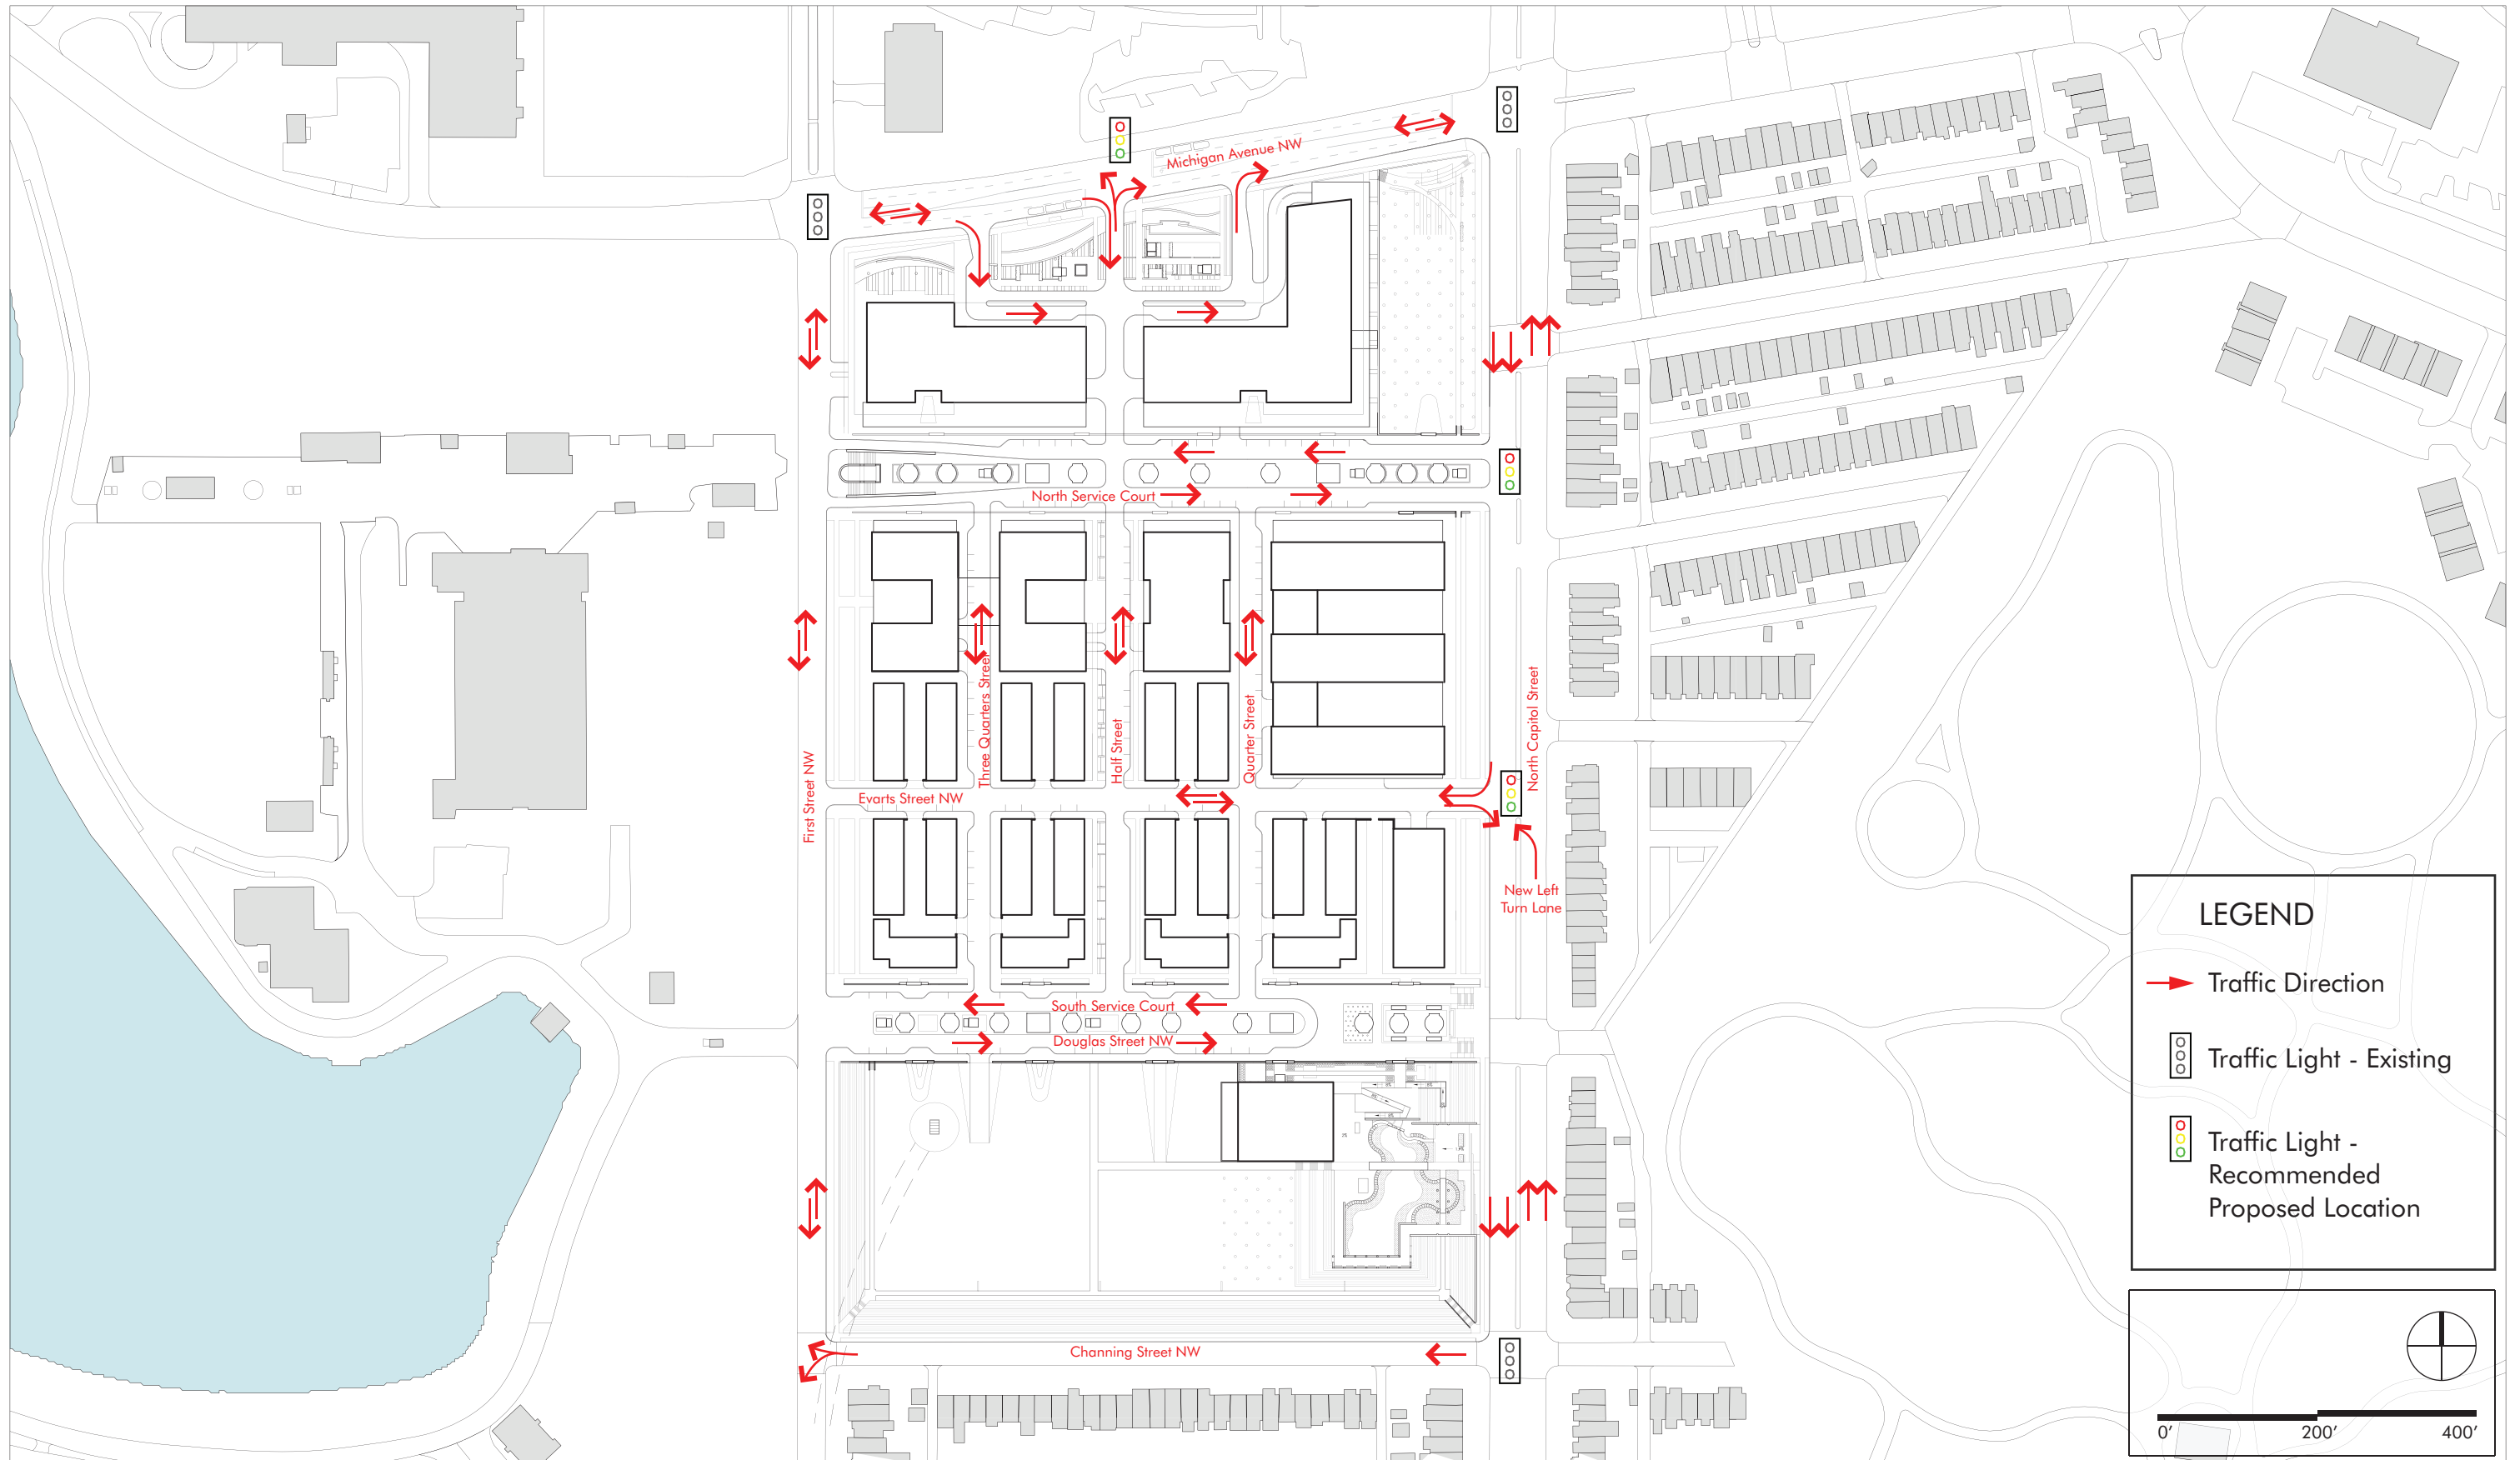 Michigan Avenue NW
North Service Court
Three Quarters Street
Half Street
Quarter Street
North Capitol Street
First Street NW
Evarts Street NW
New Left
Turn Lane
South Service Court
Douglas Street NW
Channing Street NW
LEGEND
Traffic Direction
Traffic Light - Existing
Traffic Light -
Recommended
Proposed Location
0’
200’
400’